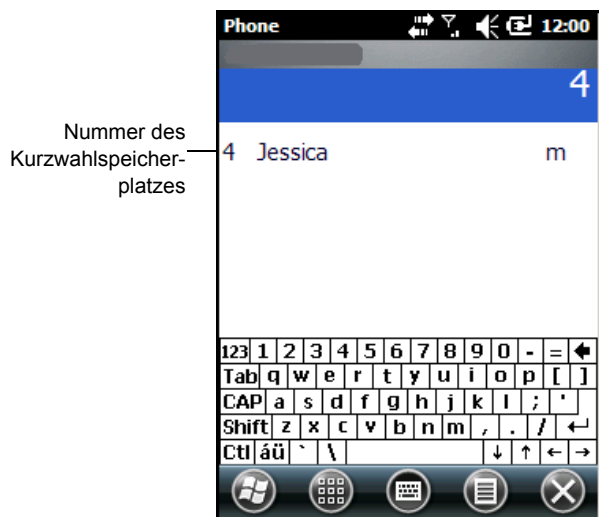 Phone 12:00
4
Nummer des
Kurzwahlspeicher-
platzes
4 Jessica m
123 1 2 3 4 5 6 7 8 9 0 - =
Tab q w e r t y u i o p [ ]
CAP a s d f g h j k l ; '
Shift z x c v b n m , . /
Ctl áü ` \